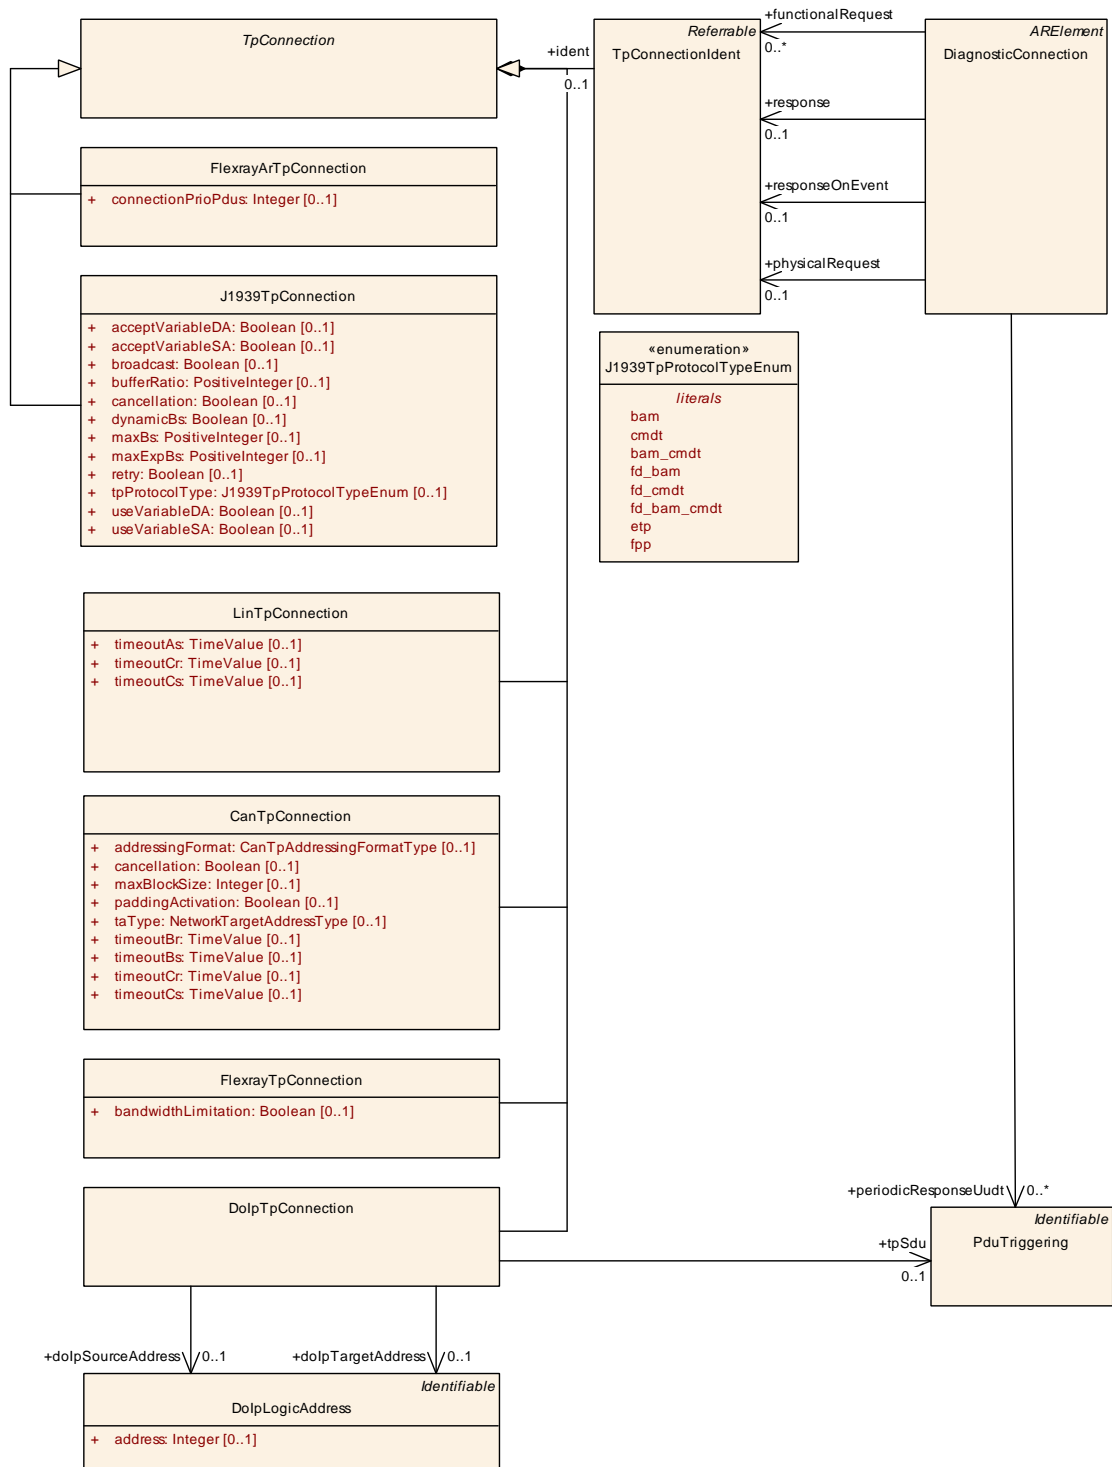 TpConnection
+ident
0..1
Referrable
TpConnectionIdent
+functionalRequest
0..*
+response
0..1
+responseOnEvent
0..1
+physicalRequest
0..1
ARElement
DiagnosticConnection
FlexrayArTpConnection
+ connectionPrioPdus: Integer [0..1]
J1939TpConnection
+ acceptVariableDA: Boolean [0..1]
+ acceptVariableSA: Boolean [0..1]
+ broadcast: Boolean [0..1]
+ bufferRatio: PositiveInteger [0..1]
+ cancellation: Boolean [0..1]
+ dynamicBs: Boolean [0..1]
+ maxBs: PositiveInteger [0..1]
+ maxExpBs: PositiveInteger [0..1]
+ retry: Boolean [0..1]
+ tpProtocolType: J1939TpProtocolTypeEnum [0..1]
+ useVariableDA: Boolean [0..1]
+ useVariableSA: Boolean [0..1]
«enumeration»
J1939TpProtocolTypeEnum
literals
bam
cmdt
bam_cmdt
fd_bam
fd_cmdt
fd_bam_cmdt
etp
fpp
LinTpConnection
+ timeoutAs: TimeValue [0..1]
+ timeoutCr: TimeValue [0..1]
+ timeoutCs: TimeValue [0..1]
CanTpConnection
+ addressingFormat: CanTpAddressingFormatType [0..1]
+ cancellation: Boolean [0..1]
+ maxBlockSize: Integer [0..1]
+ paddingActivation: Boolean [0..1]
+ taType: NetworkTargetAddressType [0..1]
+ timeoutBr: TimeValue [0..1]
+ timeoutBs: TimeValue [0..1]
+ timeoutCr: TimeValue [0..1]
+ timeoutCs: TimeValue [0..1]
FlexrayTpConnection
+ bandwidthLimitation: Boolean [0..1]
DoIpTpConnection
+periodicResponseUudt 0..*
+tpSdu
0..1
Identifiable
PduTriggering
+doIpSourceAddress 0..1
+doIpTargetAddress 0..1
Identifiable
DoIpLogicAddress
+ address: Integer [0..1]